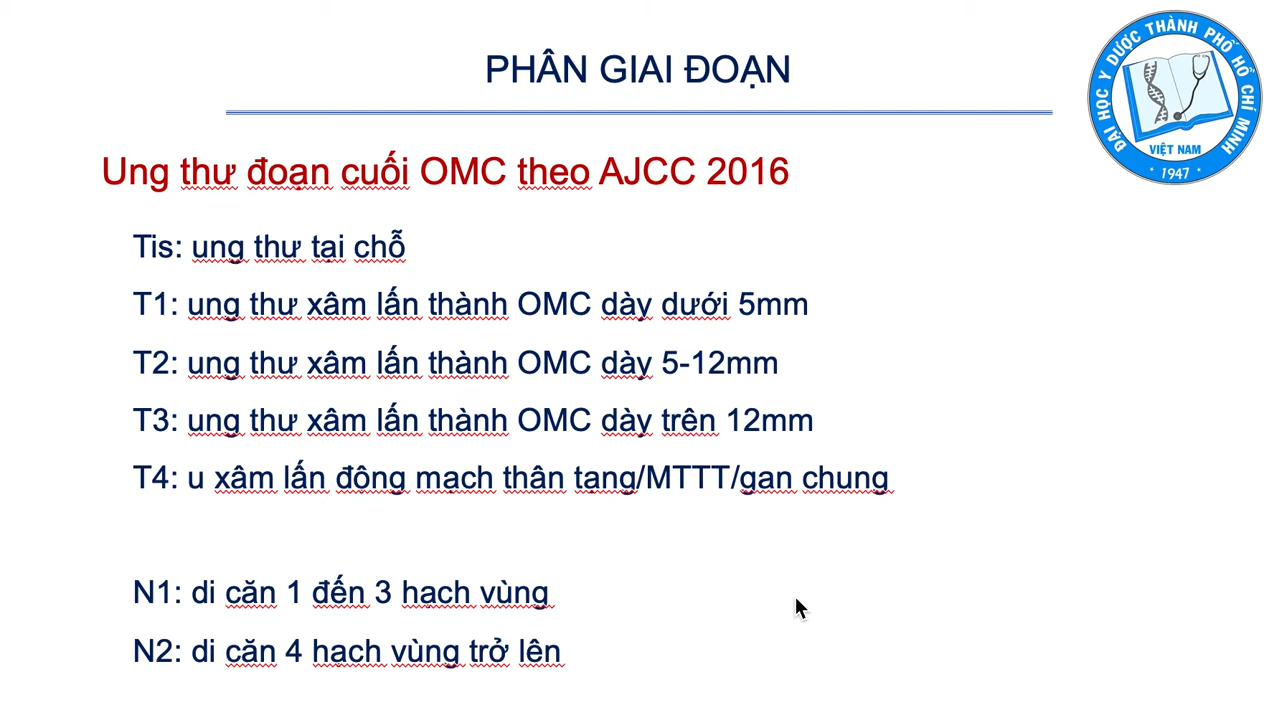 PHÂN GIAI ĐOẠN
ĐẠI HỌC Y DƯỢC THÀNH PHỐ HỒ CHÍ MINH
VIỆT NAM
1947
Ung thư đoạn cuối OMC theo AJCC 2016
Tis: ung thư tại chỗ
T1: ung thư xâm lấn thành OMC dày dưới 5mm
T2: ung thư xâm lấn thành OMC dày 5-12mm
T3: ung thư xâm lấn thành OMC dày trên 12mm
T4: u xâm lấn động mạch thân tạng/MTTT/gan chung
N1: di căn 1 đến 3 hạch vùng
N2: di căn 4 hạch vùng trở lên